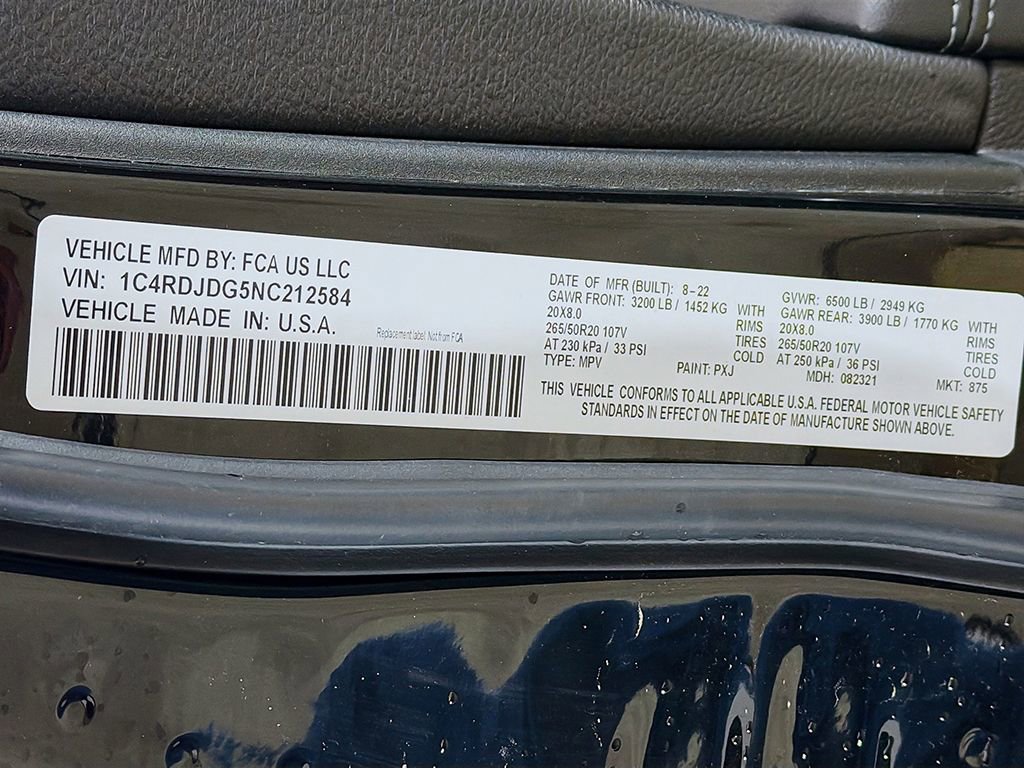 VEHICLE MFD BY: FCA US LLC
VIN: 1C4RDJDG5NC212584
VEHICLE MADE IN: U.S.A.
Replacement label. Not from FCA
DATE OF MFR (BUILT): 8-22
GAWR FRONT: 3200 LB / 1452 KG WITH
20X8.0 RIMS
265/50R20 107V TIRES
AT 230 kPa / 33 PSI COLD
TYPE: MPV PAINT: PXJ
GVWR: 6500 LB / 2949 KG
GAWR REAR: 3900 LB / 1770 KG WITH
20X8.0 RIMS
265/50R20 107V TIRES
AT 250 kPa / 36 PSI COLD
MDH: 082321 MKT: 875
THIS VEHICLE CONFORMS TO ALL APPLICABLE U.S.A. FEDERAL MOTOR VEHICLE SAFETY
STANDARDS IN EFFECT ON THE DATE OF MANUFACTURE SHOWN ABOVE.